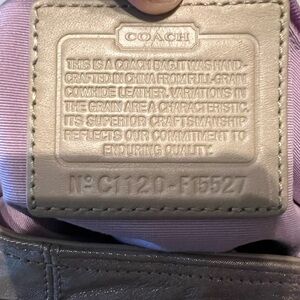 COACH
THIS IS A COACH BAG.IT WAS HAND-
CRAFTED IN CHINA FROM FULL-GRAIN
COWHIDE LEATHER. VARIATIONS IN
THE GRAIN ARE A CHARACTERISTIC.
ITS SUPERIOR CRAFTSMANSHIP
REFLECTS OUR COMMITMENT TO
ENDURING QUALITY.
Nº C1120-F15527